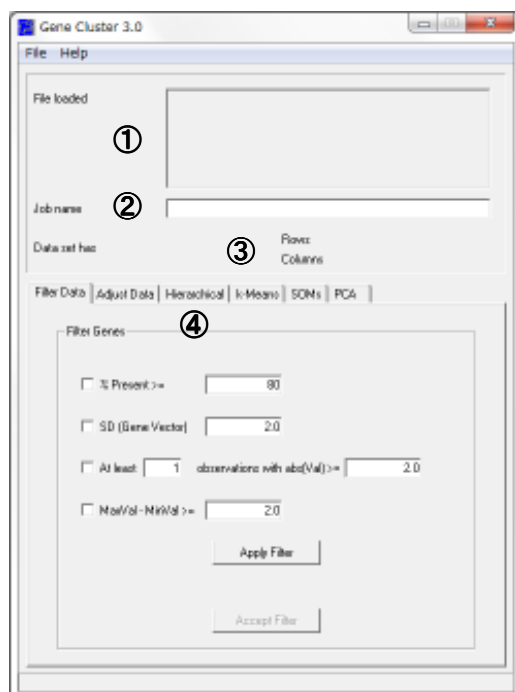 Gene Cluster 3.0
File Help
File loaded
①
Job name ②
Data set has ③ Rows
Columns
Filter Data Adjust Data Hierarchical k-Means SOMs PCA
④
Filter Genes
% Present >= 80
SD (Gene Vector) 2.0
At least 1 observations with abs(Val) >= 2.0
MaxVal - MinVal >= 2.0
Apply Filter
Accept Filter